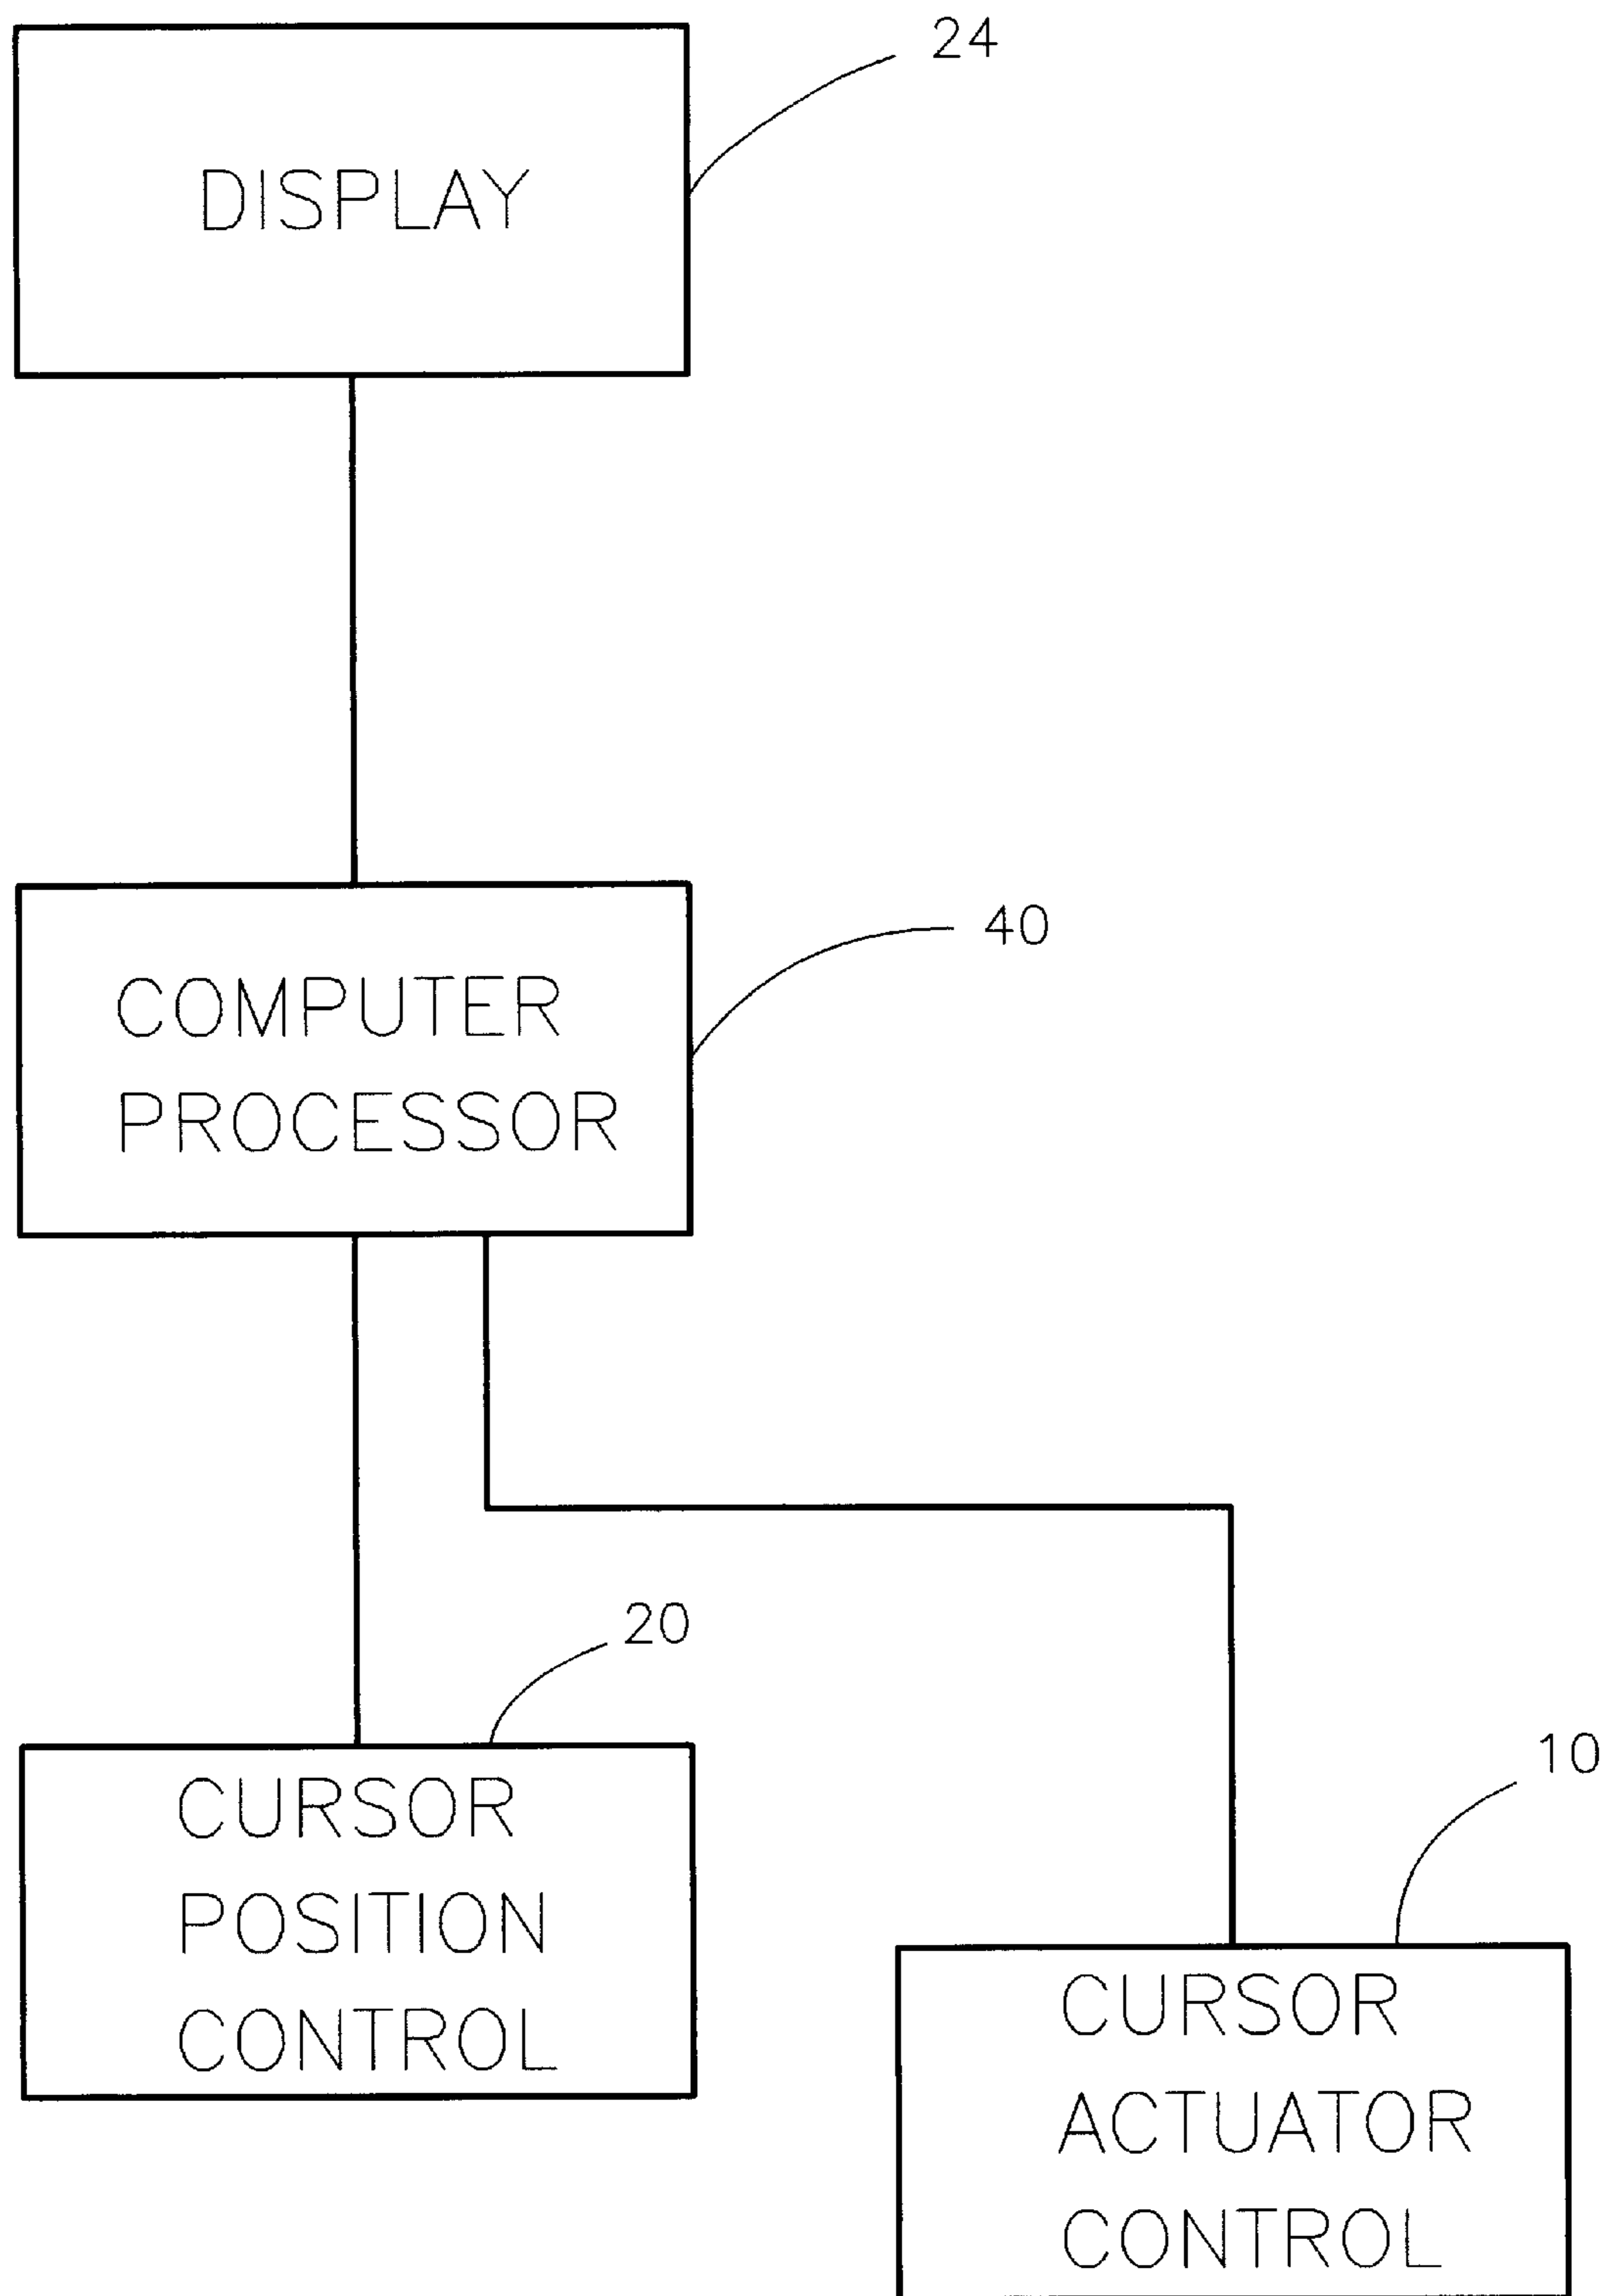 24
DISPLAY
40
COMPUTER
PROCESSOR
20
CURSOR
POSITION
CONTROL
10
CURSOR
ACTUATOR
CONTROL